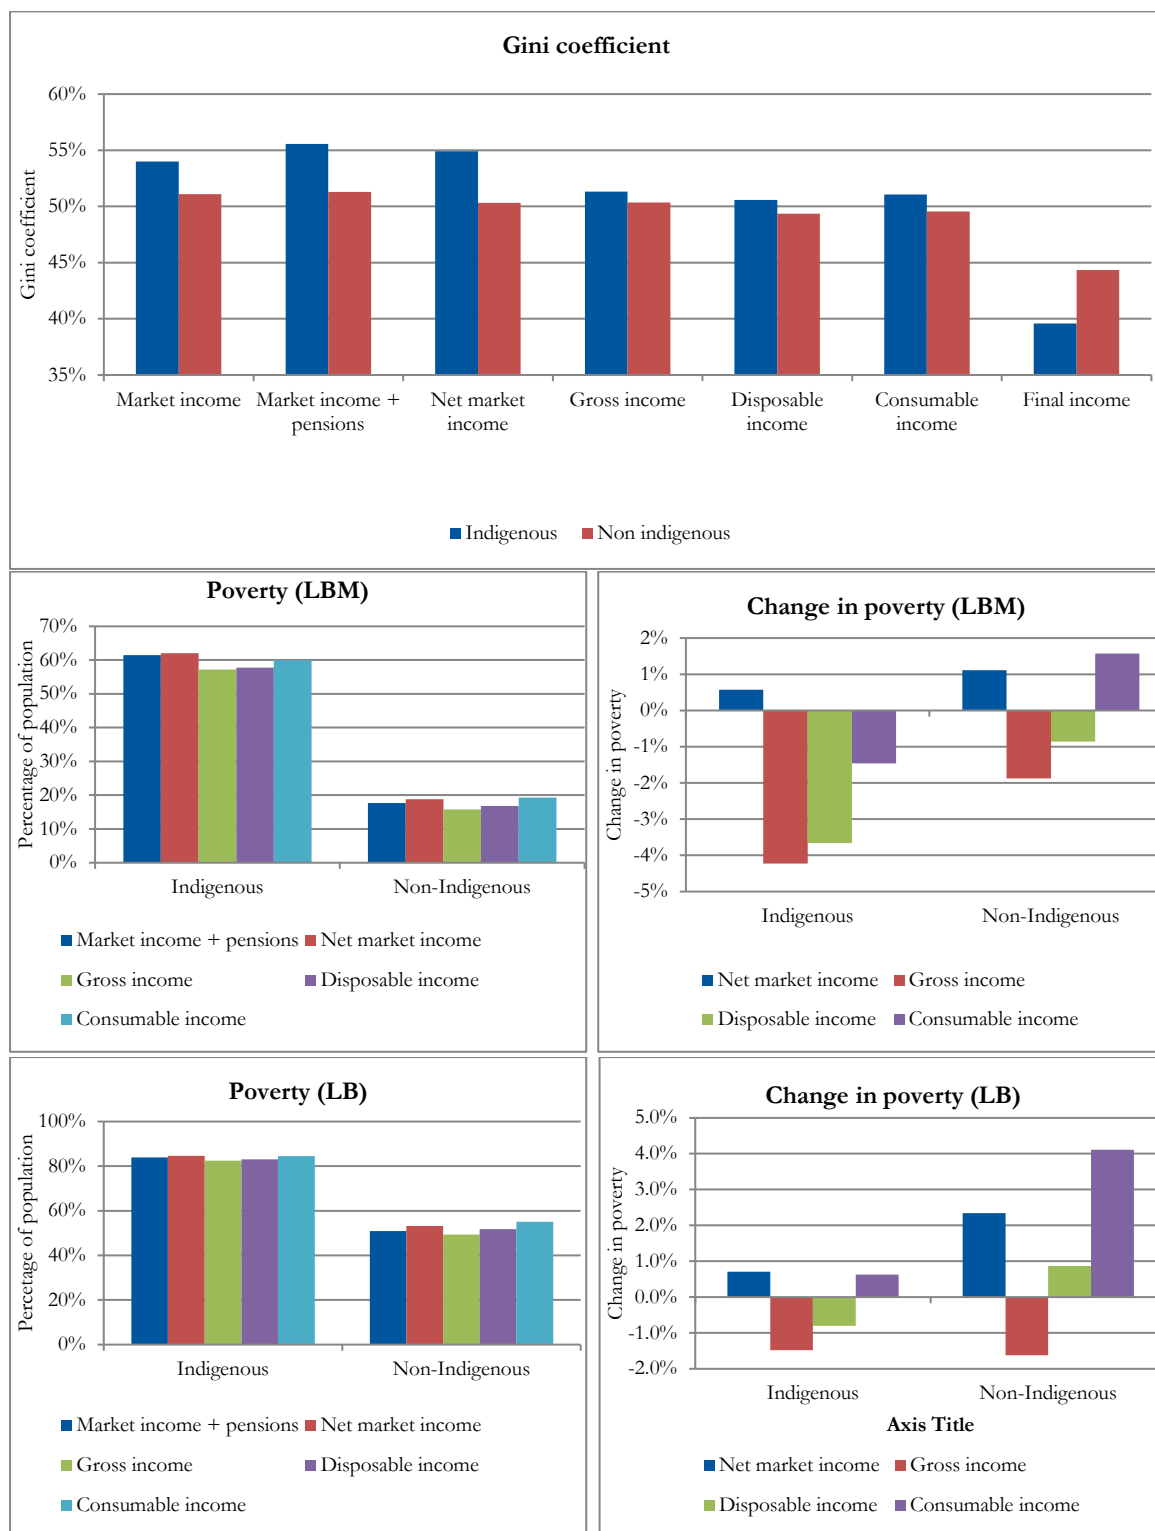 Gini coefficient
Gini coefficient
60%
55%
50%
45%
40%
35%
Market income
Market income + pensions
Net market income
Gross income
Disposable income
Consumable income
Final income
Indigenous
Non indigenous
Poverty (LBM)
Percentage of population
70%
60%
50%
40%
30%
20%
10%
0%
Indigenous
Non-Indigenous
Market income + pensions
Net market income
Gross income
Disposable income
Consumable income
Change in poverty (LBM)
Change in poverty
2%
1%
0%
-1%
-2%
-3%
-4%
-5%
Indigenous
Non-Indigenous
Net market income
Gross income
Disposable income
Consumable income
Poverty (LB)
Percetage of population
100%
80%
60%
40%
20%
0%
Indigenous
Non-Indigenous
Market income + pensions
Net market income
Gross income
Disposable income
Consumable income
Change in poverty (LB)
Change in poverty
5.0%
4.0%
3.0%
2.0%
1.0%
0.0%
-1.0%
-2.0%
Indigenous
Non-Indigenous
Axis Title
Net market income
Gross income
Disposable income
Consumable income